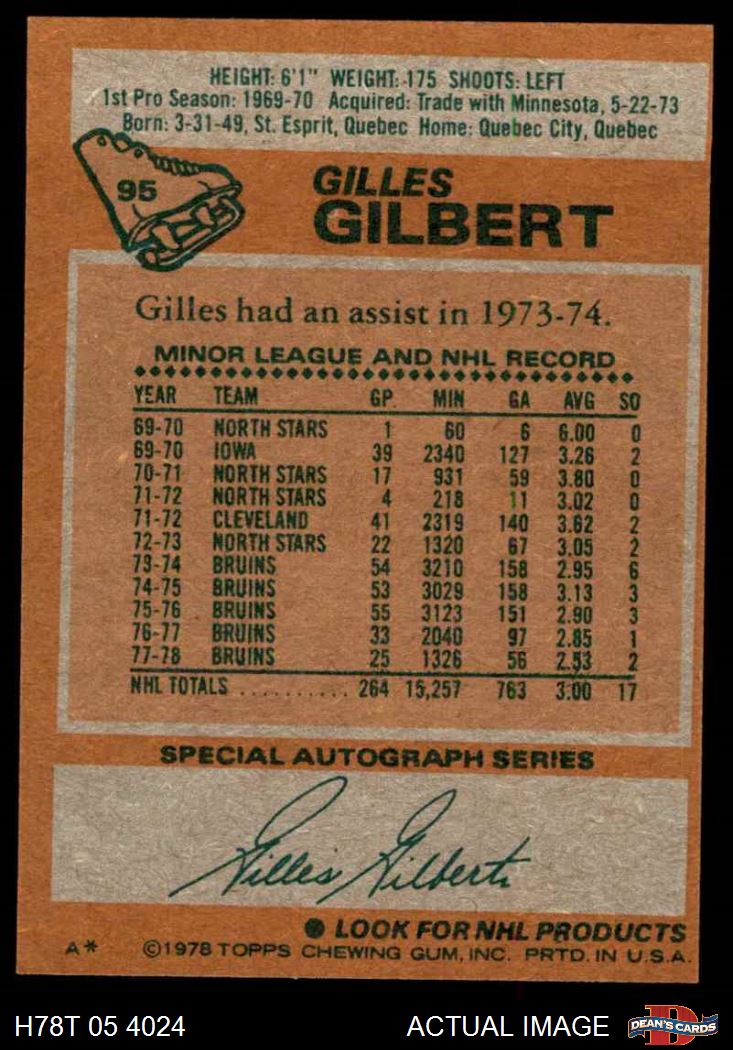 HEIGHT: 6'1" WEIGHT: 175 SHOOTS: LEFT
1st Pro Season: 1969-70 Acquired: Trade with Minnesota, 5-22-73
Born: 3-31-49, St. Esprit, Quebec Home: Quebec City, Quebec
95
GILLES
GILBERT
Gilles had an assist in 1973-74.
MINOR LEAGUE AND NHL RECORD
YEAR TEAM GP. MIN GA AVG SO
69-70 NORTH STARS 1 60 6 6.00 0
69-70 IOWA 39 2340 127 3.26 2
70-71 NORTH STARS 17 931 59 3.80 0
71-72 NORTH STARS 4 218 11 3.02 0
71-72 CLEVELAND 41 2319 140 3.62 2
72-73 NORTH STARS 22 1320 67 3.05 2
73-74 BRUINS 54 3210 158 2.95 6
74-75 BRUINS 53 3029 158 3.13 3
75-76 BRUINS 55 3123 151 2.90 3
76-77 BRUINS 33 2040 97 2.85 1
77-78 BRUINS 25 1326 56 2.53 2
NHL TOTALS .......... 264 15,257 763 3.00 17
SPECIAL AUTOGRAPH SERIES
Gilles Gilbert
LOOK FOR NHL PRODUCTS
A* ©1978 TOPPS CHEWING GUM, INC. PRTD. IN U.S.A.
H78T 05 4024 ACTUAL IMAGE D DEAN'S CARDS